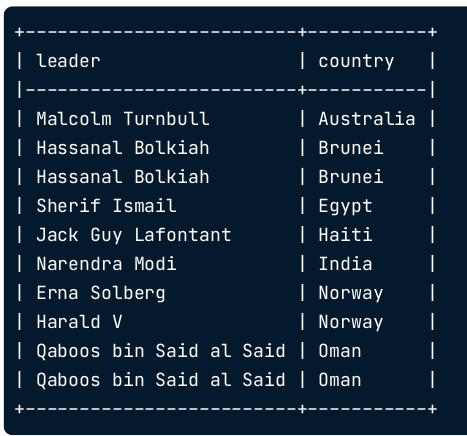 +-------------------------+-----------+
| leader                  | country   |
|-------------------------+-----------|
| Malcolm Turnbull        | Australia |
| Hassanal Bolkiah        | Brunei    |
| Hassanal Bolkiah        | Brunei    |
| Sherif Ismail           | Egypt     |
| Jack Guy Lafontant      | Haiti     |
| Narendra Modi           | India     |
| Erna Solberg            | Norway    |
| Harald V                | Norway    |
| Qaboos bin Said al Said | Oman      |
| Qaboos bin Said al Said | Oman      |
+-------------------------+-----------+